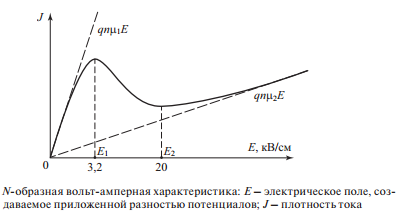 J
qnμ₁E
qnμ₂E
E₁
E₂
E, кВ/см
0
3,2
20
N-образная вольт-амперная характеристика: E – электрическое поле, соз-
даваемое приложенной разностью потенциалов; J – плотность тока